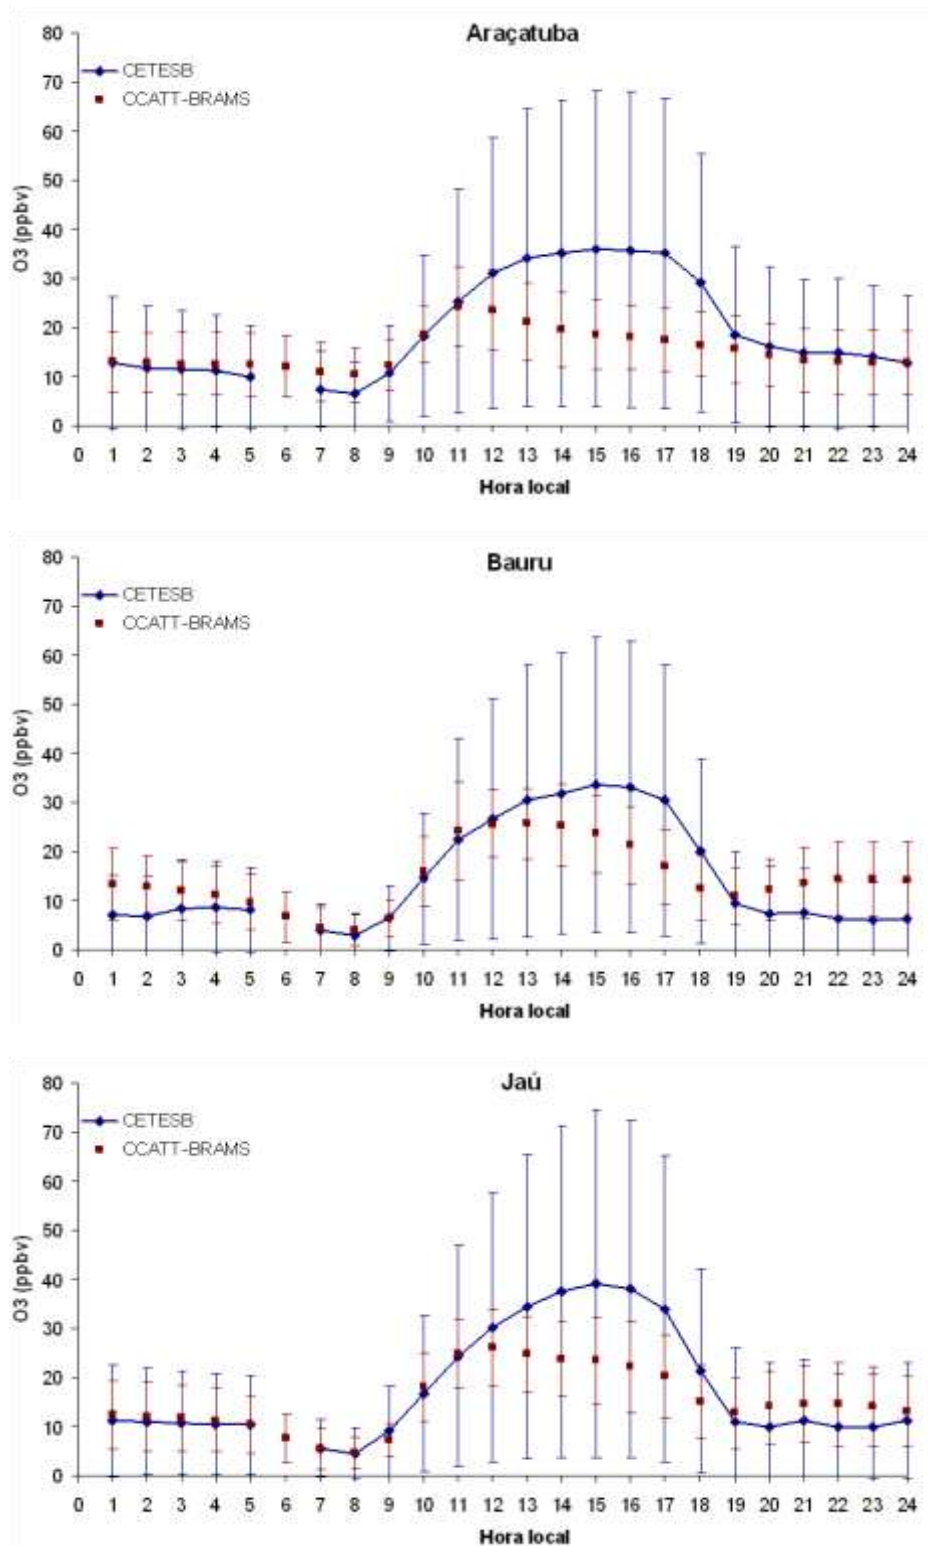 Araçatuba
80
70
60
50
40
30
20
10
0
O3 (ppbv)
CETESB
CCATT-BRAMS
0 1 2 3 4 5 6 7 8 9 10 11 12 13 14 15 16 17 18 19 20 21 22 23 24
Hora local
Bauru
80
70
60
50
40
30
20
10
0
O3 (ppbv)
CETESB
CCATT-BRAMS
0 1 2 3 4 5 6 7 8 9 10 11 12 13 14 15 16 17 18 19 20 21 22 23 24
Hora local
Jaú
80
70
60
50
40
30
20
10
0
O3 (ppbv)
CETESB
CCATT-BRAMS
0 1 2 3 4 5 6 7 8 9 10 11 12 13 14 15 16 17 18 19 20 21 22 23 24
Hora local